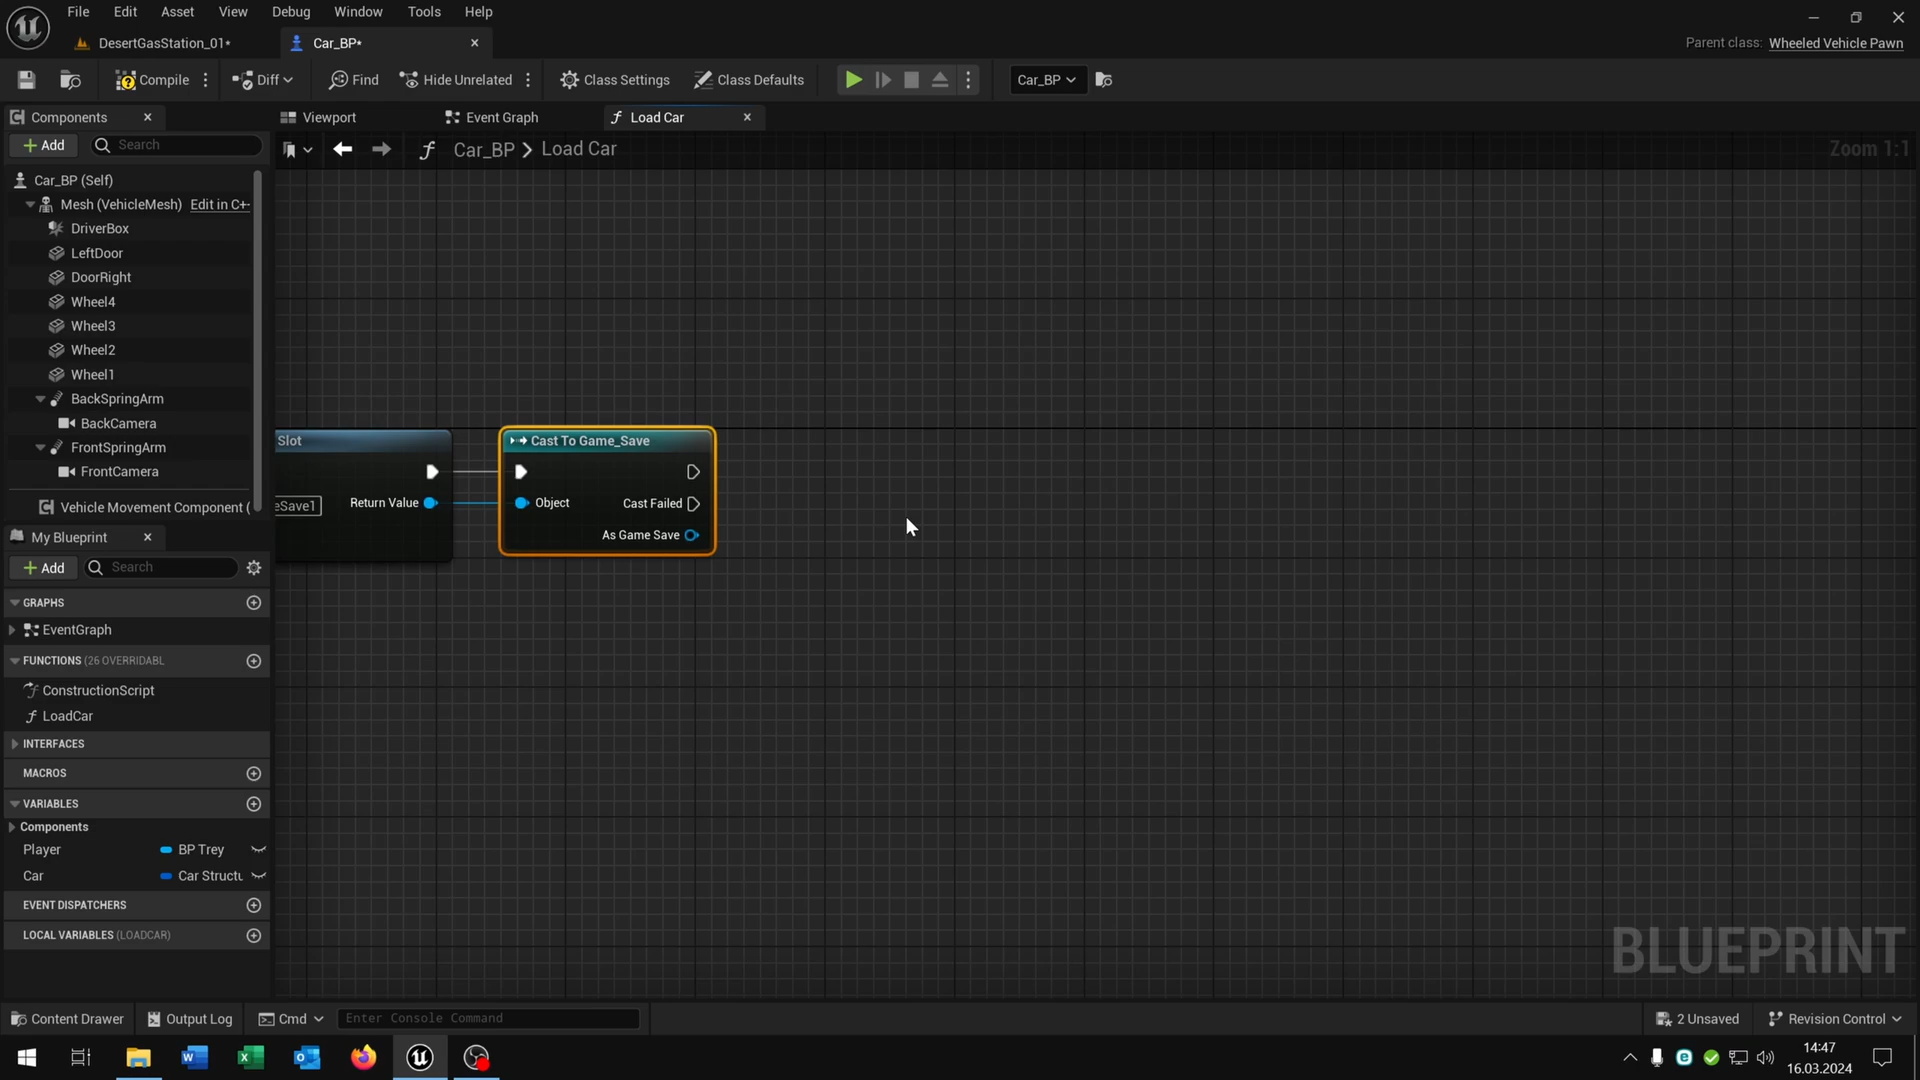 File Edit Asset View Debug Window Tools Help
DesertGasStation_01*
Car_BP*
Parent class: Wheeled Vehicle Pawn
Compile
Diff
Find
Hide Unrelated
Class Settings
Class Defaults
Car_BP
Components
Viewport
Event Graph
Load Car
Add
Search
Car_BP > Load Car
Zoom 1:1
Car_BP (Self)
Mesh (VehicleMesh) Edit in C+
DriverBox
LeftDoor
DoorRight
Wheel4
Wheel3
Wheel2
Wheel1
BackSpringArm
BackCamera
FrontSpringArm
FrontCamera
Vehicle Movement Component (
Slot
eSave1
Return Value
Cast To Game_Save
Object
Cast Failed
As Game Save
My Blueprint
Add
Search
GRAPHS
EventGraph
FUNCTIONS (26 OVERRIDABL
ConstructionScript
LoadCar
INTERFACES
MACROS
VARIABLES
Components
Player BP Trey
Car Car Structu
EVENT DISPATCHERS
LOCAL VARIABLES (LOADCAR)
BLUEPRINT
Content Drawer
Output Log
Cmd
Enter Console Command
2 Unsaved
Revision Control
14:47
16.03.2024